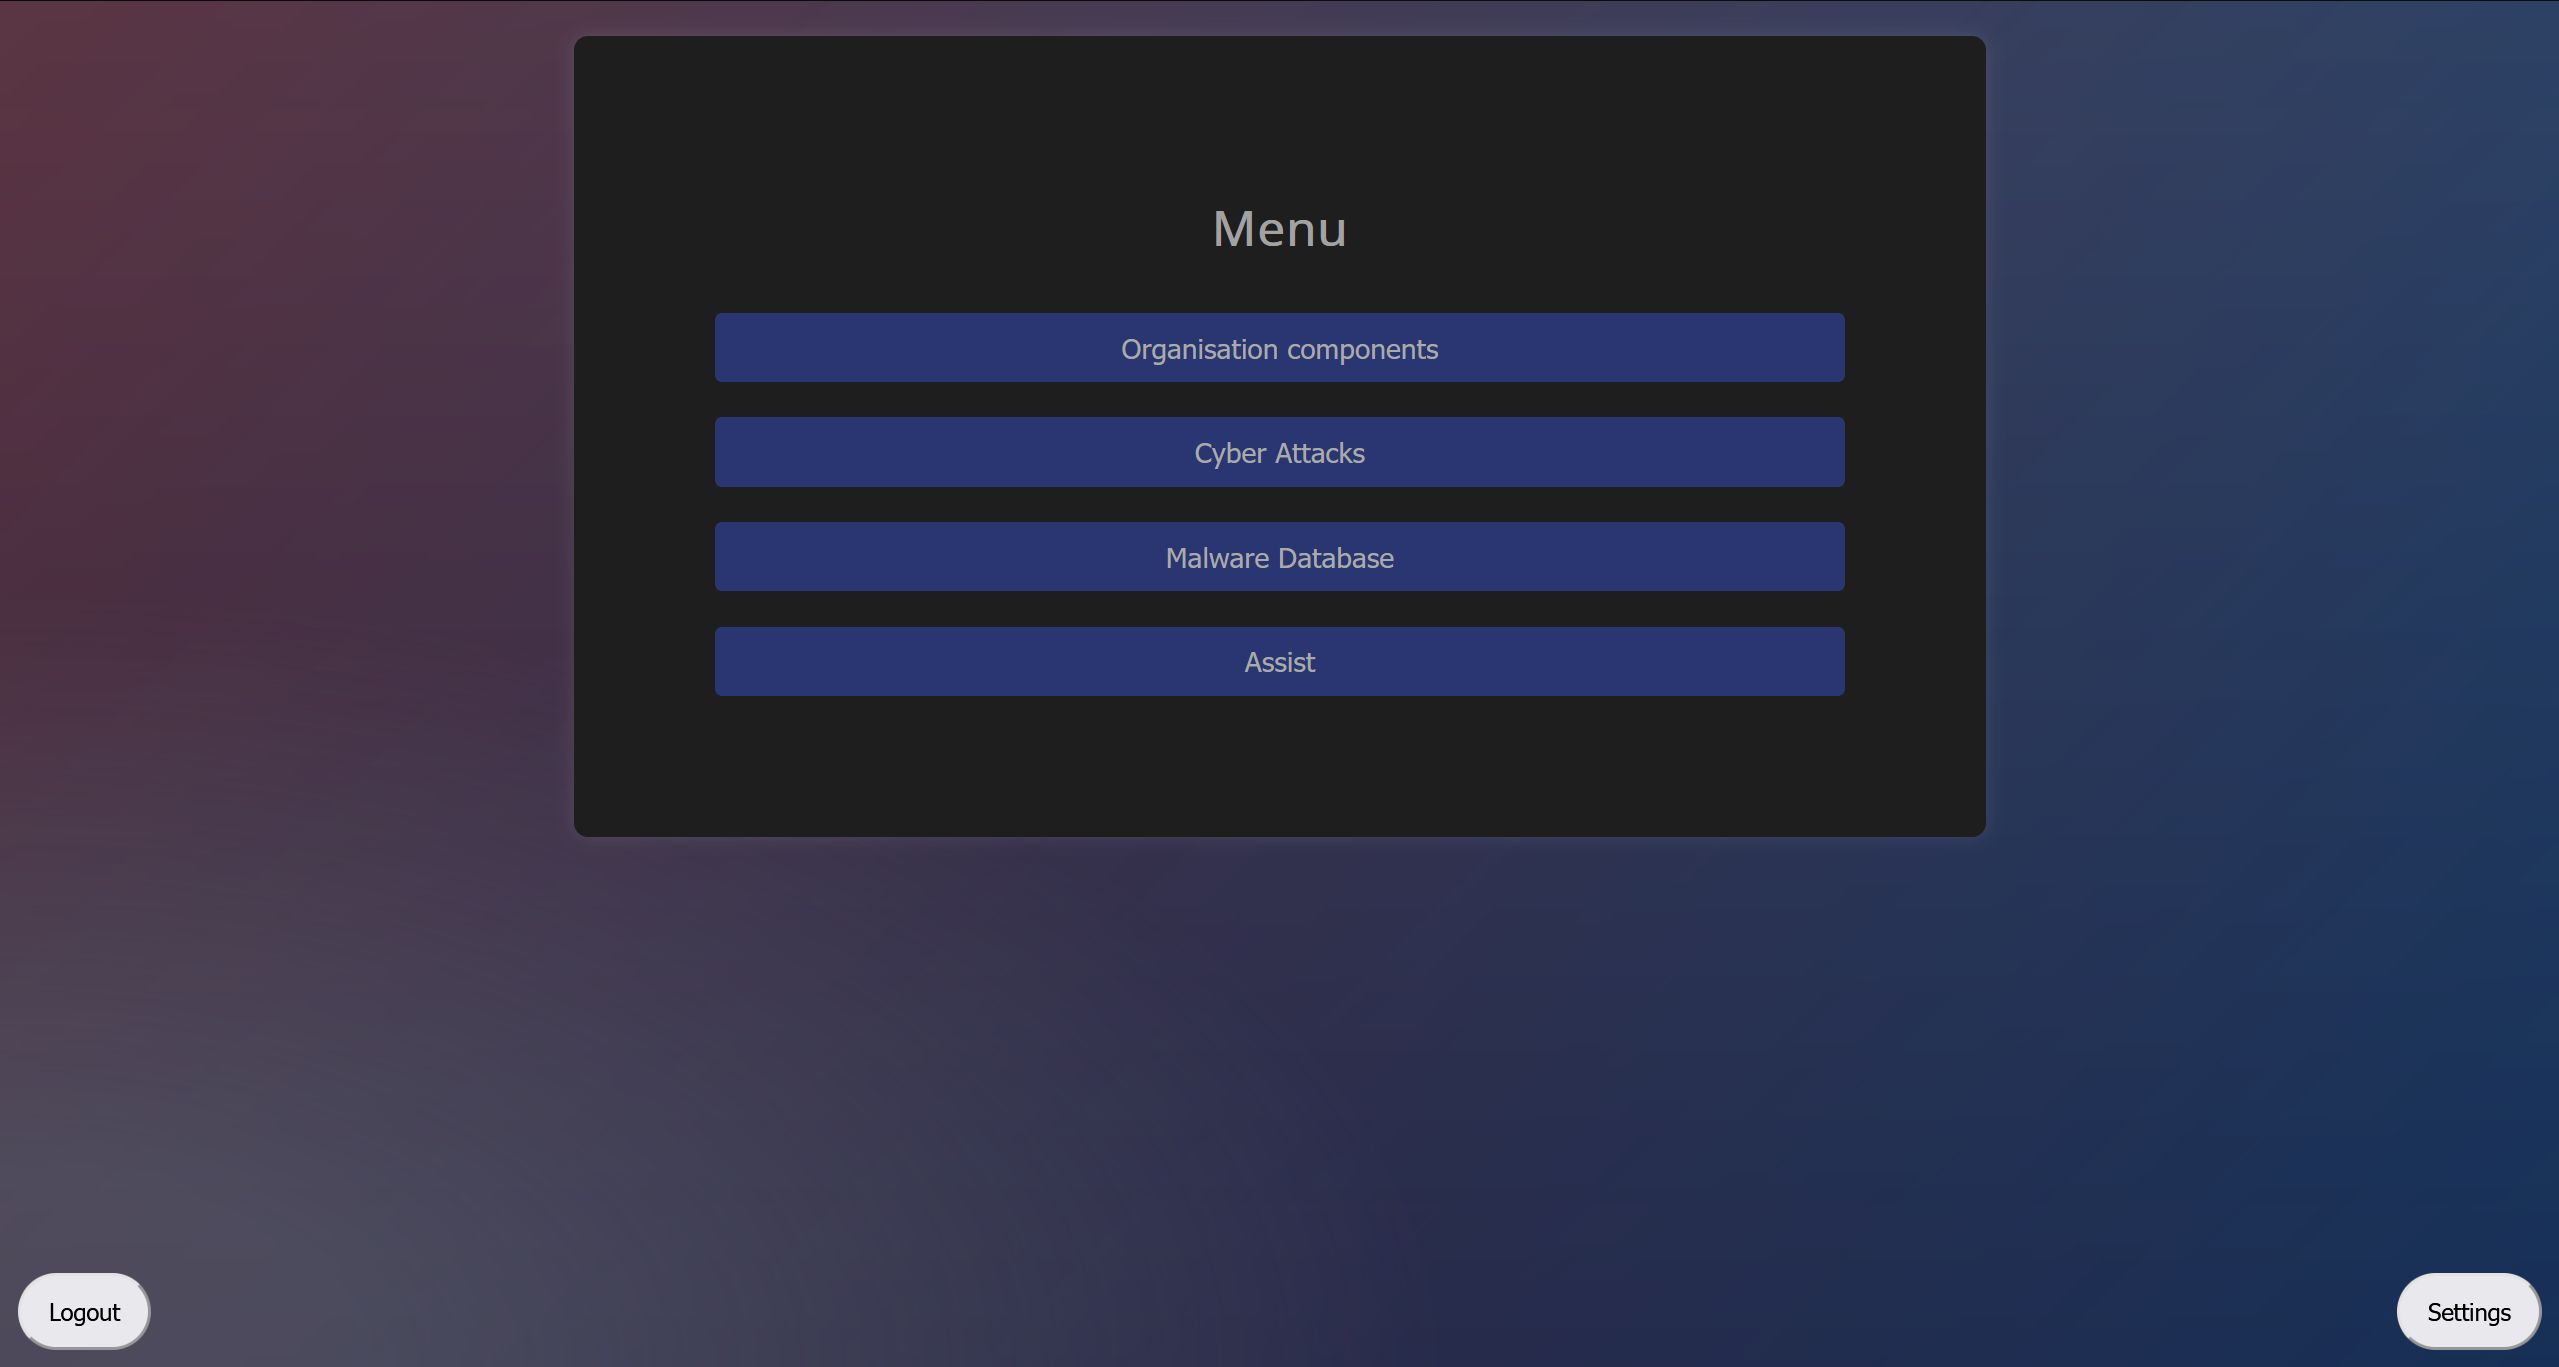 Menu
Organisation components
Cyber Attacks
Malware Database
Assist
Logout
Settings